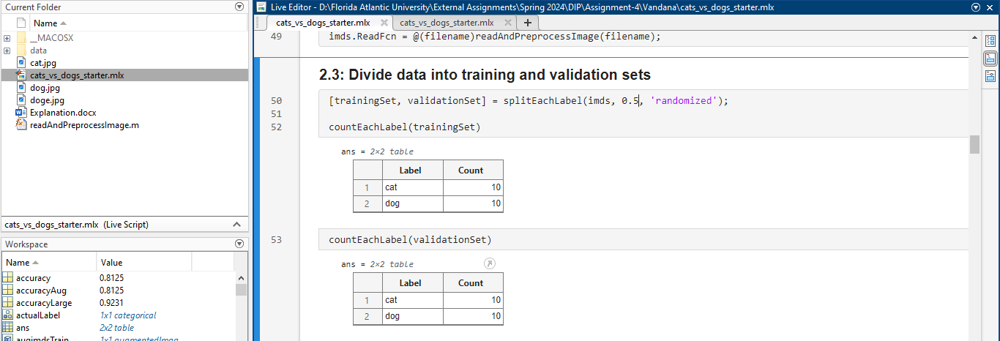 Current Folder
Name
__MACOSX
data
cat.jpg
cats_vs_dogs_starter.mlx
dog.jpg
doge.jpg
Explanation.docx
readAndPreprocessImage.m
cats_vs_dogs_starter.mlx (Live Script)
Workspace
Name Value
accuracy 0.8125
accuracyAug 0.8125
accuracyLarge 0.9231
actualLabel 1x1 categorical
ans 2x2 table
augimdsTrain 1x1 augmentedImag
Live Editor - D:\Florida Atlantic University\External Assignments\Spring 2024\DIP\Assignment-4\Vandana\cats_vs_dogs_starter.mlx
cats_vs_dogs_starter.mlx cats_vs_dogs_starter.mlx
49 imds.ReadFcn = @(filename)readAndPreprocessImage(filename);
2.3: Divide data into training and validation sets
50 [trainingSet, validationSet] = splitEachLabel(imds, 0.5, 'randomized');
51
52 countEachLabel(trainingSet)
ans = 2×2 table
Label Count
1 cat 10
2 dog 10
53 countEachLabel(validationSet)
ans = 2×2 table
Label Count
1 cat 10
2 dog 10